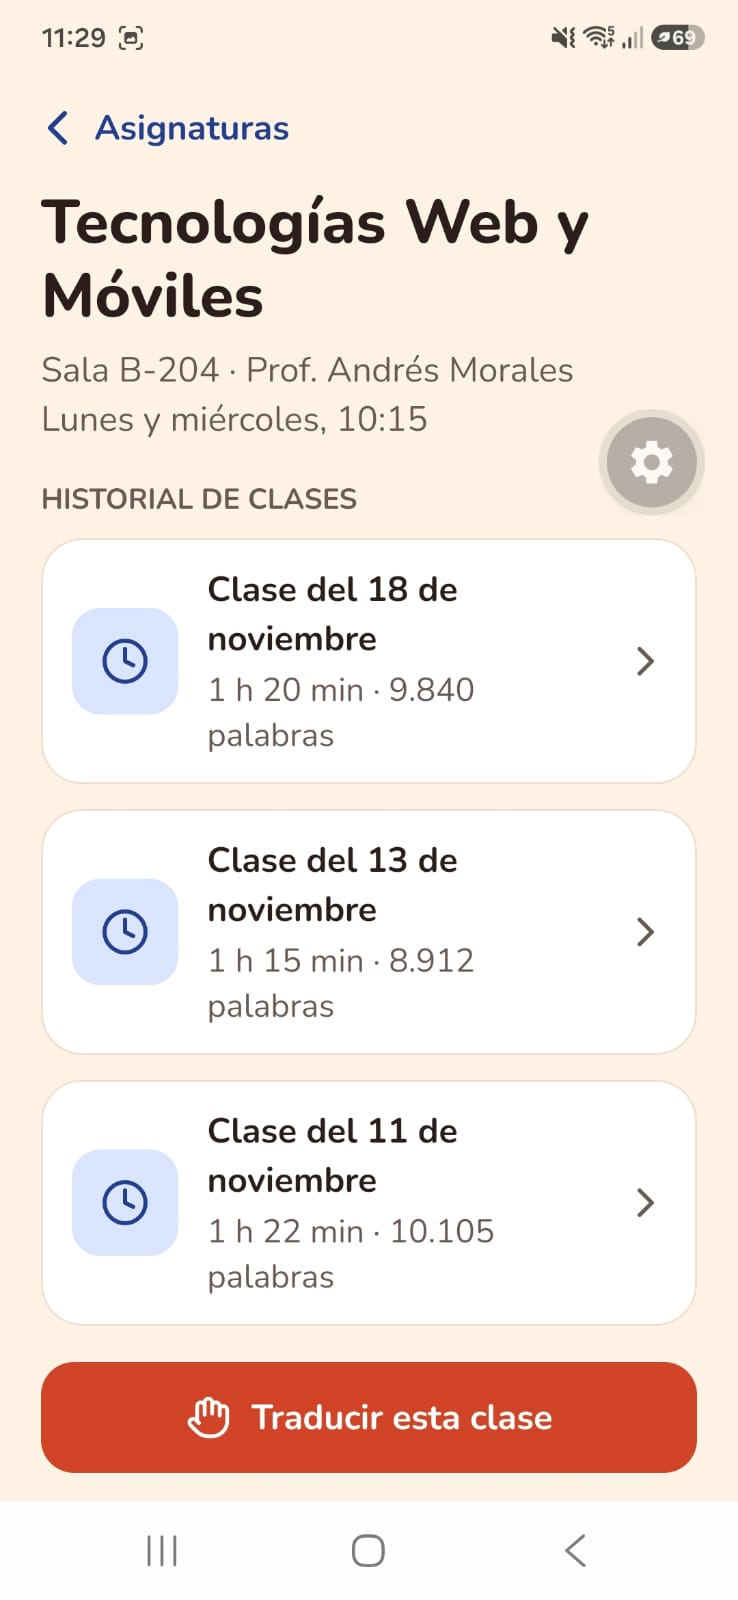 11:29
5
69
Asignaturas
Tecnologías Web y
Móviles
Sala B-204 · Prof. Andrés Morales
Lunes y miércoles, 10:15
HISTORIAL DE CLASES
Clase del 18 de
noviembre
1 h 20 min · 9.840
palabras
Clase del 13 de
noviembre
1 h 15 min · 8.912
palabras
Clase del 11 de
noviembre
1 h 22 min · 10.105
palabras
Traducir esta clase